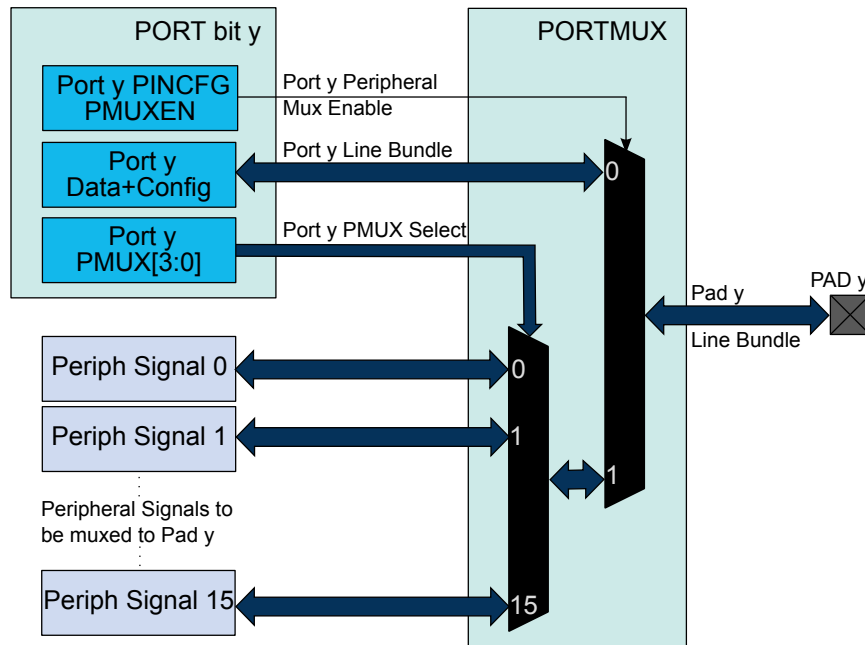 PORT bit y
PORTMUX
Port y PINCFG
PMUXEN
Port y Peripheral
Mux Enable
Port y
Data+Config
Port y Line Bundle
0
Port y
PMUX[3:0]
Port y PMUX Select
Pad y
Line Bundle
PAD y
Periph Signal 0
0
Periph Signal 1
1
1
Peripheral Signals to
be muxed to Pad y
Periph Signal 15
15